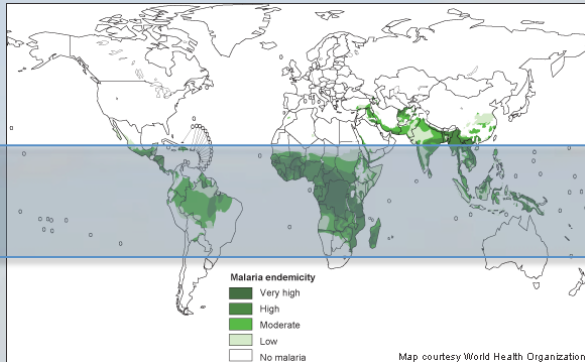 Malaria endemicity
Very high
High
Moderate
Low
No malaria
Map courtesy World Health Organization